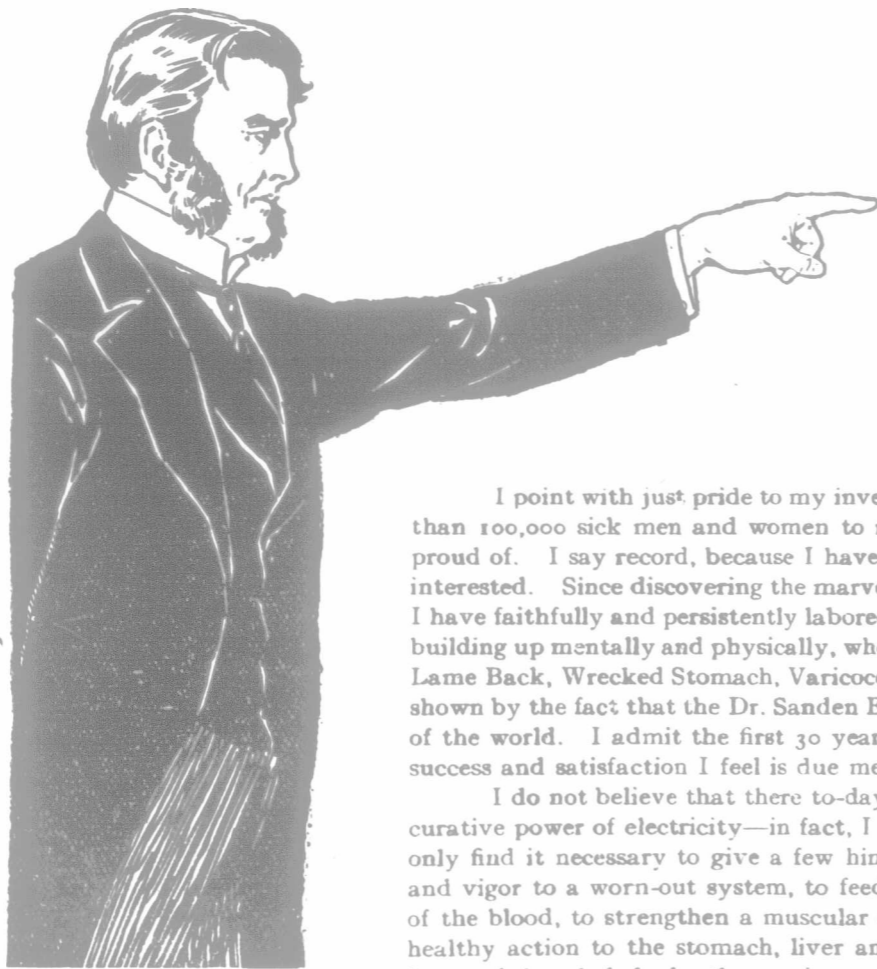 I point with just pride to my inve
than 100,000 sick men and women to
proud of. I say record, because I have
interested. Since discovering the marve
I have faithfully and persistently labore
building up mentally and physically, wh
Lame Back, Wrecked Stomach, Varicoc
shown by the fact that the Dr. Sanden E
of the world. I admit the first 30 year
success and satisfaction I feel is due me
I do not believe that there to-day
curative power of electricity—in fact, I
only find it necessary to give a few hin
and vigor to a worn-out system, to feed
of the blood, to strengthen a muscular
healthy action to the stomach, liver an